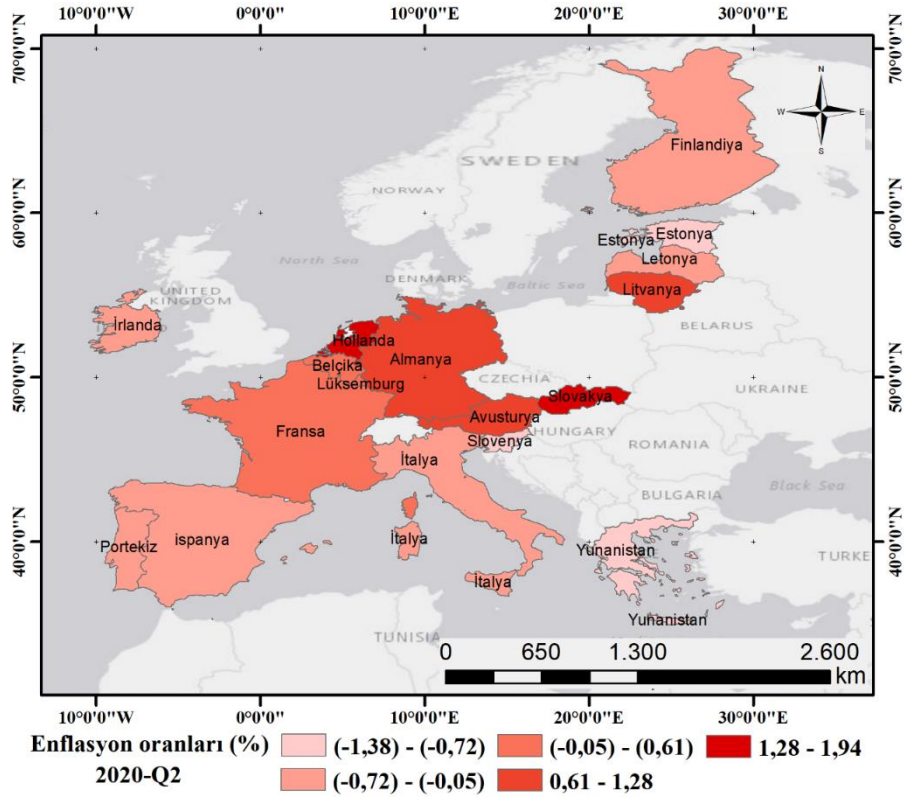 10°0'0"W 0°0'0" 10°0'0"E 20°0'0"E 30°0'0"E
70°0'0"N 70°0'0"N
N
W E
S
Finlandiya
SWEDEN
NORWAY
60°0'0"N 60°0'0"N
Estonya Estonya
North Sea
Letonya
DENMARK
Baltic Sea
Litvanya
UNITED
KINGDOM
İrlanda
BELARUS
Hollanda
Almanya
Belçika
Lüksemburg
CZECHIA
50°0'0"N 50°0'0"N
UKRAINE
Slovakya
Avusturya
Fransa
Slovenya
HUNGARY
ROMANIA
İtalya
Black Sea
BULGARIA
Portekiz
ispanya
İtalya
Yunanistan
40°0'0"N 40°0'0"N
TURKE
İtalya
Yunanistan
TUNISIA
0 650 1.300 2.600
km
10°0'0"W 0°0'0" 10°0'0"E 20°0'0"E 30°0'0"E
Enflasyon oranları (%)
2020-Q2
(-1,38) - (-0,72) (-0,05) - (0,61) 1,28 - 1,94
(-0,72) - (-0,05) 0,61 - 1,28